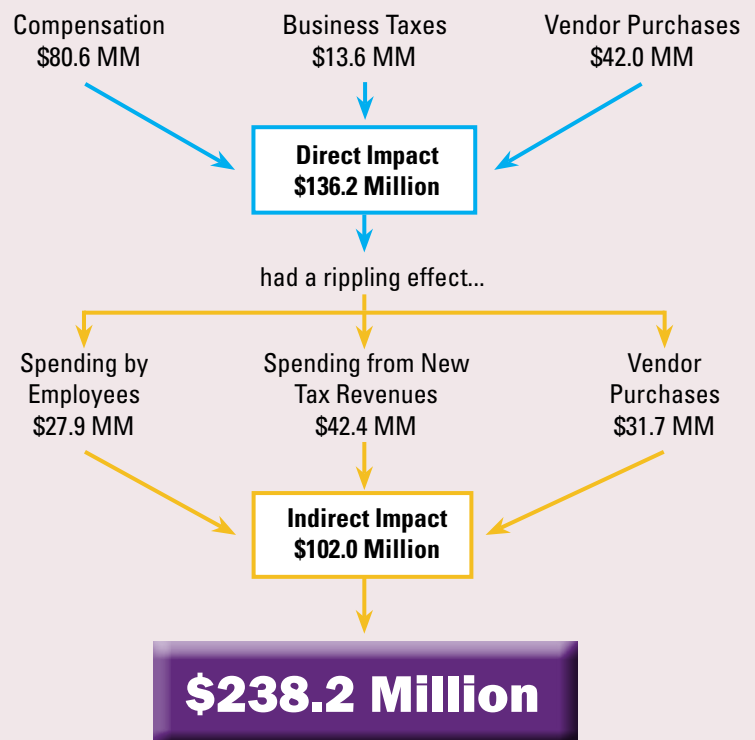 Compensation
$80.6 MM
Business Taxes
$13.6 MM
Vendor Purchases
$42.0 MM
Direct Impact
$136.2 Million
had a rippling effect...
Spending by
Employees
$27.9 MM
Spending from New
Tax Revenues
$42.4 MM
Vendor
Purchases
$31.7 MM
Indirect Impact
$102.0 Million
$238.2 Million